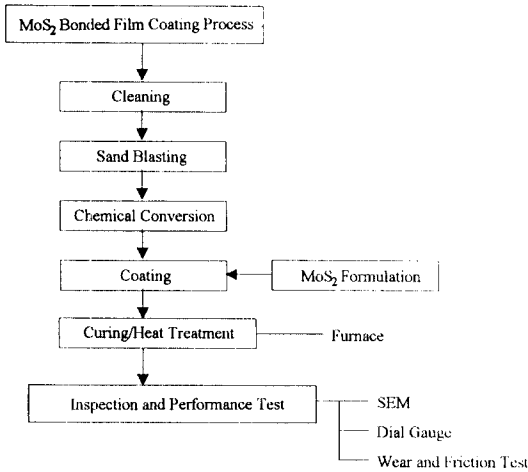 MoS₂ Bonded Film Coating Process
Cleaning
Sand Blasting
Chemical Conversion
Coating
MoS₂ Formulation
Curing/Heat Treatment
Furnace
Inspection and Performance Test
SEM
Dial Gauge
Wear and Friction Test